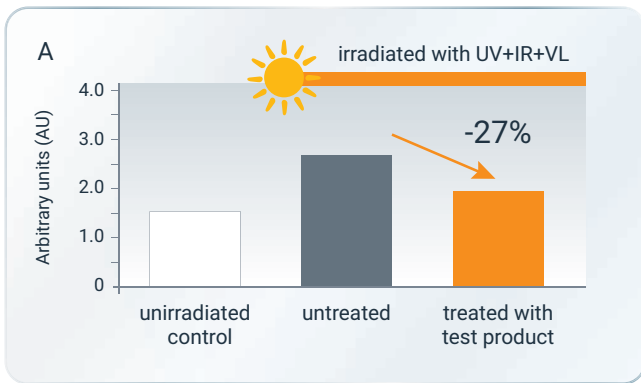 A
irradiated with UV+IR+VL
-27%
Arbitrary units (AU)
4.0
3.0
2.0
1.0
0
unirradiated
control
untreated
treated with
test product